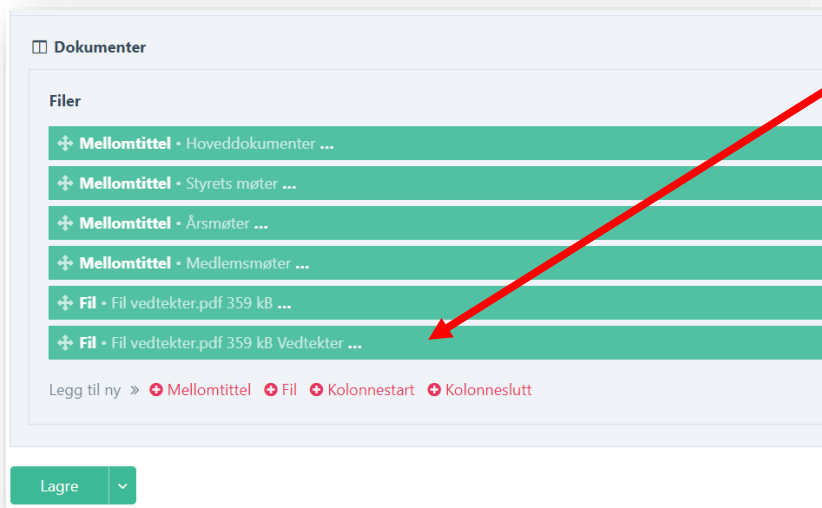 Dokumenter
Filer
Mellomtittel • Hoveddokumenter ...
Mellomtittel • Styrets møter ...
Mellomtittel • Årsmøter ...
Mellomtittel • Medlemsmøter ...
Fil • Fil vedtekter.pdf 359 kB ...
Fil • Fil vedtekter.pdf 359 kB Vedtekter ...
Legg til ny » Mellomtittel Fil Kolonnestart Kolonneslutt
Lagre